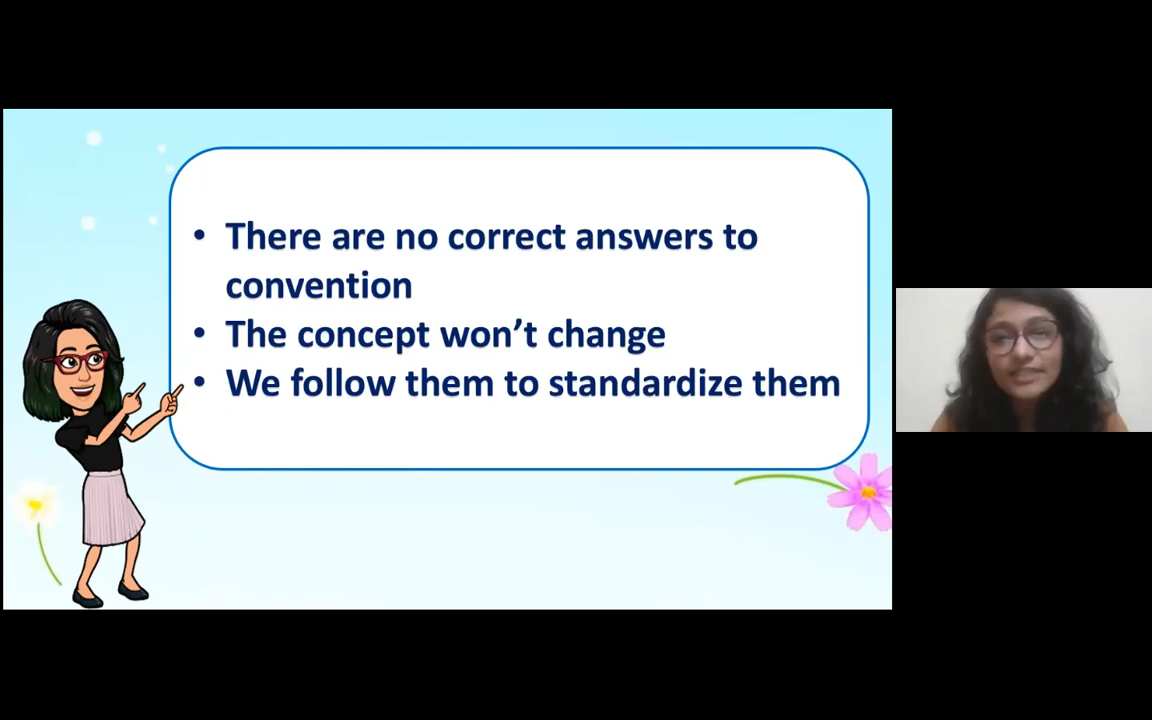 • There are no correct answers to
convention
• The concept won’t change
• We follow them to standardize them